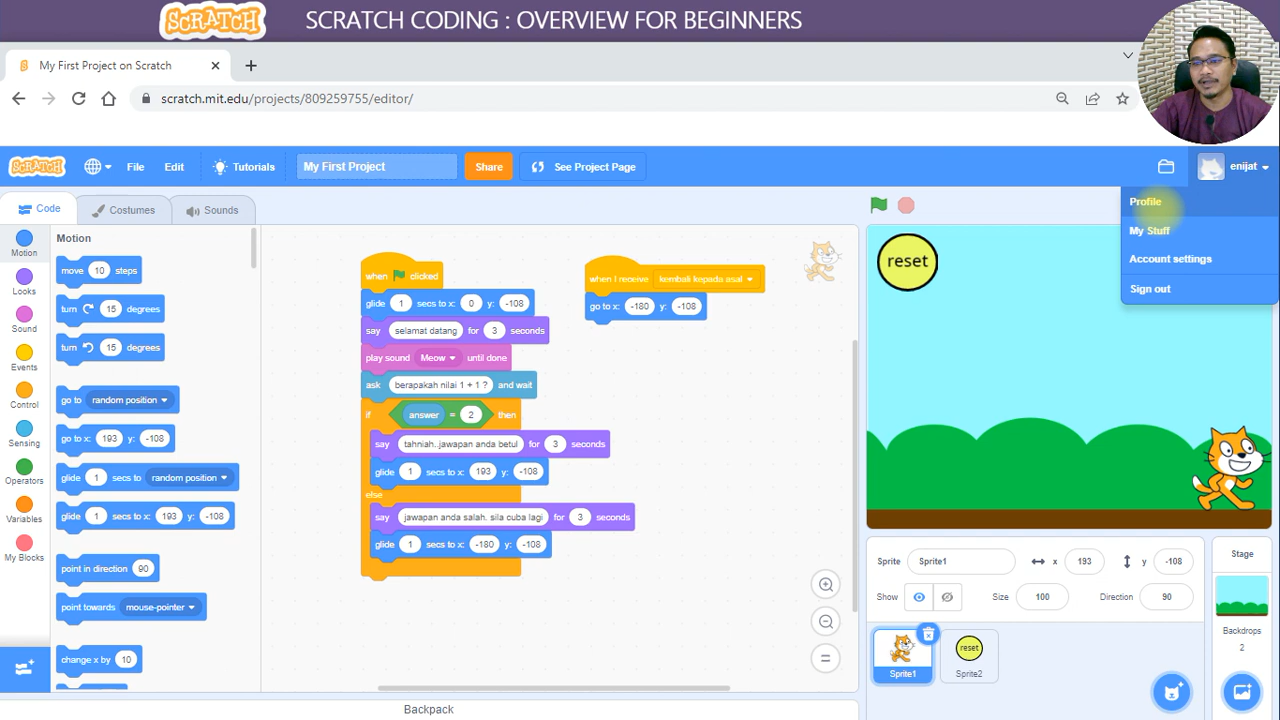 SCRATCH
SCRATCH CODING : OVERVIEW FOR BEGINNERS
My First Project on Scratch
scratch.mit.edu/projects/809259755/editor/
SCRATCH
File
Edit
Tutorials
My First Project
Share
See Project Page
enijat
Profile
My Stuff
Account settings
Sign out
Code
Costumes
Sounds
Motion
Looks
Sound
Events
Control
Sensing
Operators
Variables
My Blocks
Motion
move 10 steps
turn 15 degrees
turn 15 degrees
go to random position
go to x: 193 y: -108
glide 1 secs to random position
glide 1 secs to x: 193 y: -108
point in direction 90
point towards mouse-pointer
change x by 10
when clicked
glide 1 secs to x: 0 y: -108
say selamat datang for 3 seconds
play sound Meow until done
ask berapakah nilai 1 + 1 ? and wait
if answer = 2 then
say tahniah..jawapan anda betul for 3 seconds
glide 1 secs to x: 193 y: -108
else
say jawapan anda salah. sila cuba lagi for 3 seconds
glide 1 secs to x: -180 y: -108
when I receive kembali kepada asal
go to x: -180 y: -108
reset
Sprite Sprite1 x 193 y -108
Show Size 100 Direction 90
Sprite1
reset
Sprite2
Stage
Backdrops
2
Backpack